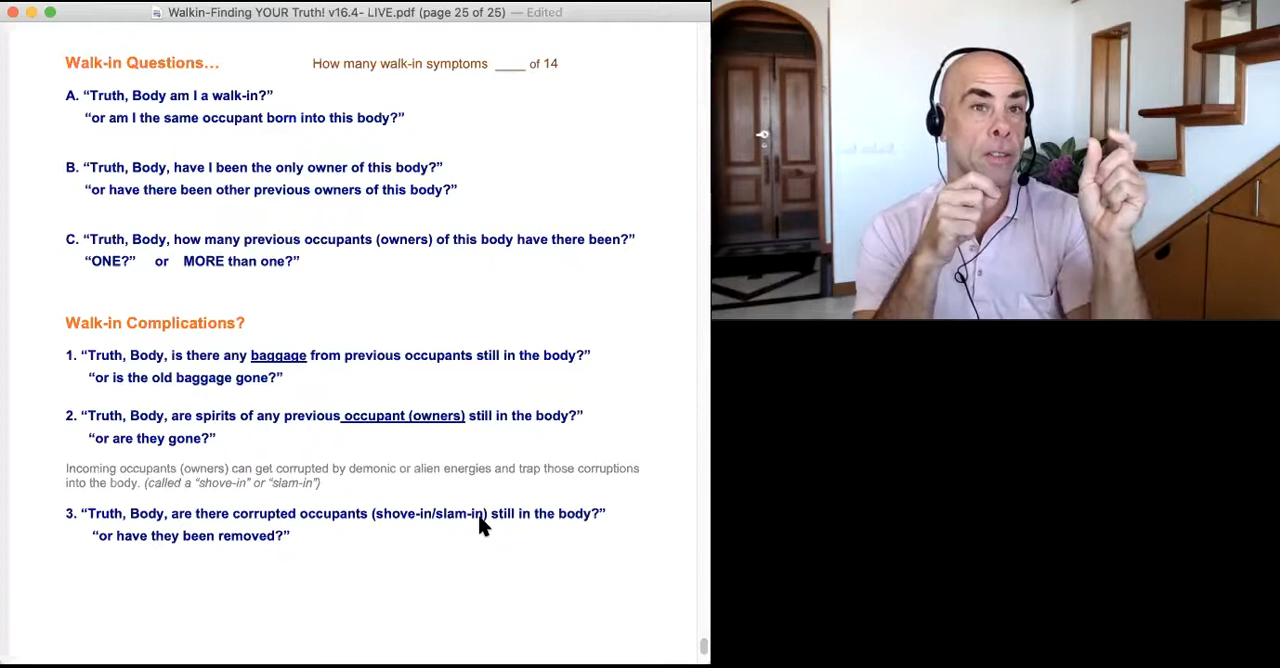 Walkin-Finding YOUR Truth! v16.4- LIVE.pdf (page 25 of 25) — Edited
Walk-in Questions… How many walk-in symptoms ____ of 14
A. “Truth, Body am I a walk-in?”
“or am I the same occupant born into this body?”
B. “Truth, Body, have I been the only owner of this body?”
“or have there been other previous owners of this body?”
C. “Truth, Body, how many previous occupants (owners) of this body have there been?”
“ONE?” or MORE than one?”
Walk-in Complications?
1. “Truth, Body, is there any baggage from previous occupants still in the body?”
“or is the old baggage gone?”
2. “Truth, Body, are spirits of any previous occupant (owners) still in the body?”
“or are they gone?”
Incoming occupants (owners) can get corrupted by demonic or alien energies and trap those corruptions
into the body. (called a “shove-in” or “slam-in”)
3. “Truth, Body, are there corrupted occupants (shove-in/slam-in) still in the body?”
“or have they been removed?”